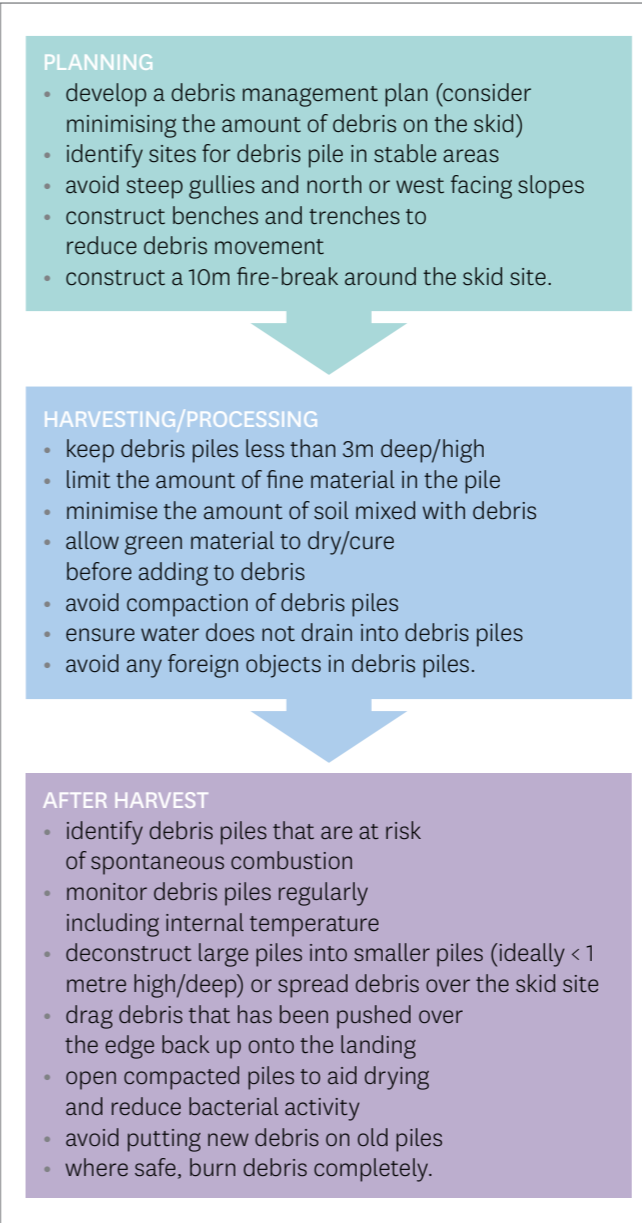 PLANNING
• develop a debris management plan (consider
minimising the amount of debris on the skid)
• identify sites for debris pile in stable areas
• avoid steep gullies and north or west facing slopes
• construct benches and trenches to
reduce debris movement
• construct a 10m fire-break around the skid site.
HARVESTING/PROCESSING
• keep debris piles less than 3m deep/high
• limit the amount of fine material in the pile
• minimise the amount of soil mixed with debris
• allow green material to dry/cure
before adding to debris
• avoid compaction of debris piles
• ensure water does not drain into debris piles
• avoid any foreign objects in debris piles.
AFTER HARVEST
• identify debris piles that are at risk
of spontaneous combustion
• monitor debris piles regularly
including internal temperature
• deconstruct large piles into smaller piles (ideally < 1
metre high/deep) or spread debris over the skid site
• drag debris that has been pushed over
the edge back up onto the landing
• open compacted piles to aid drying
and reduce bacterial activity
• avoid putting new debris on old piles
• where safe, burn debris completely.